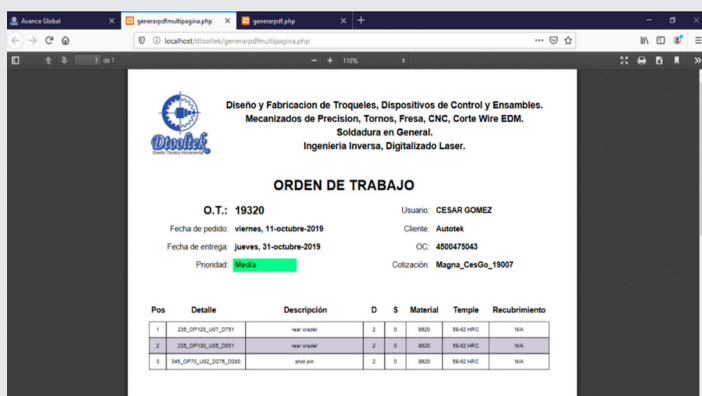 Avance Global
generarpdfmultipagina.php
generarpdf.php
localhost/dtooltek/generarpdfmultipagina.php
1 de 1
110%
Dtooltek
Diseño y Fabricacion de Troqueles, Dispositivos de Control y Ensambles.
Mecanizados de Precision, Tornos, Fresa, CNC, Corte Wire EDM.
Soldadura en General.
Ingenieria Inversa, Digitalizado Laser.
ORDEN DE TRABAJO
O.T.: 19320 Usuario: CESAR GOMEZ
Fecha de pedido: viernes, 11-octubre-2019 Cliente: Autotek
Fecha de entrega: jueves, 31-octubre-2019 OC: 4500475043
Prioridad: Media Cotización: Magna_CesGo_19007
Pos Detalle Descripción D S Material Temple Recubrimiento
1 235_OP120_U07_D751 rear cradel 2 0 8620 58-62 HRC N/A
2 235_OP130_U05_D551 rear cradel 2 0 8620 58-62 HRC N/A
3 345_OP70_U02_D275_D280 shot pin 2 0 8620 58-62 HRC N/A